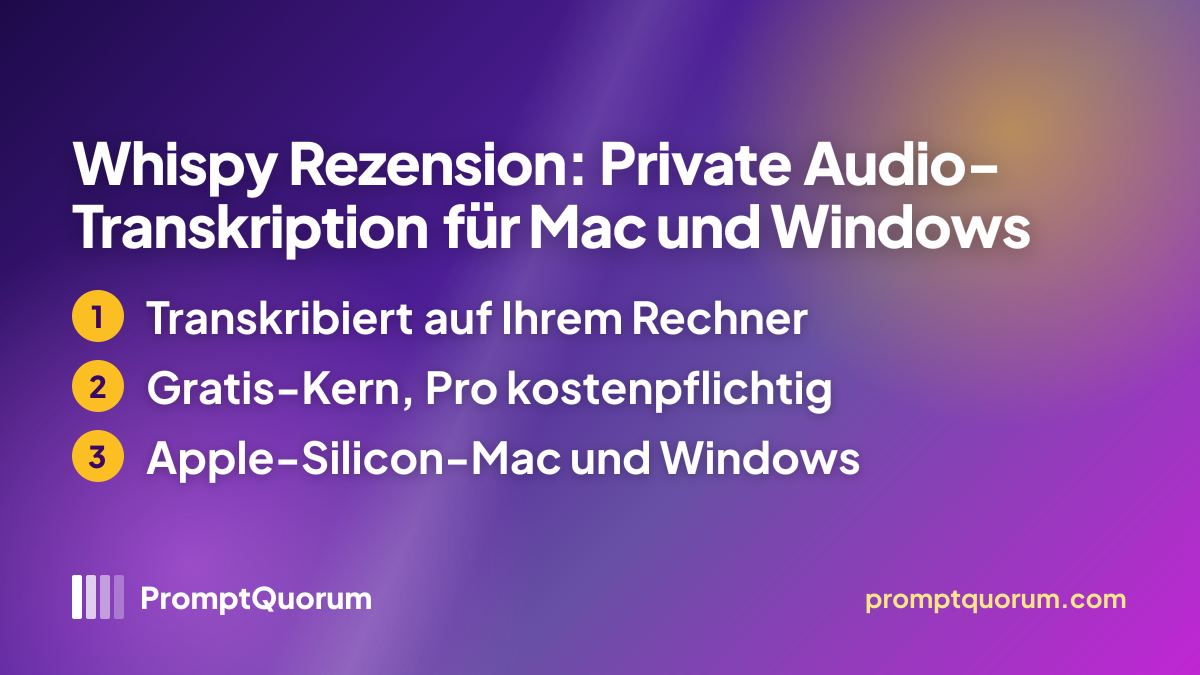 Whispy Rezension: Private Audio-
Transkription für Mac und Windows
1 Transkribiert auf Ihrem Rechner
2 Gratis-Kern, Pro kostenpflichtig
3 Apple-Silicon-Mac und Windows
PromptQuorum
promptquorum.com